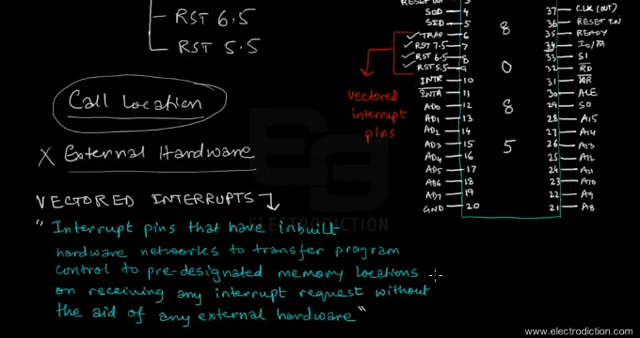 RST 6.5
RST 5.5
Call Location
X External Hardware
VECTORED INTERRUPTS
" Interrupt pins that have inbuilt
hardware networks to transfer program
control to pre-designated memory locations
on receiving any interrupt request without
the aid of any external hardware "
vectored
interrupt
pins
SOD 4
SID 5
✓ TRAP 6
✓ RST 7.5 7
✓ RST 6.5 8
✓ RST 5.5 9
INTR 10
INTA 11
AD0 12
AD1 13
AD2 14
AD3 15
AD4 16
AD5 17
AD6 18
AD7 19
GND 20
8
0
8
5
37 CLK (OUT)
36 RESET IN
35 READY
34 IO/M
33 S1
32 RD
31 WR
30 ALE
29 S0
28 A15
27 A14
26 A13
25 A12
24 A11
23 A10
22 A9
21 A8
ELECTRODICTION
www.electrodiction.com